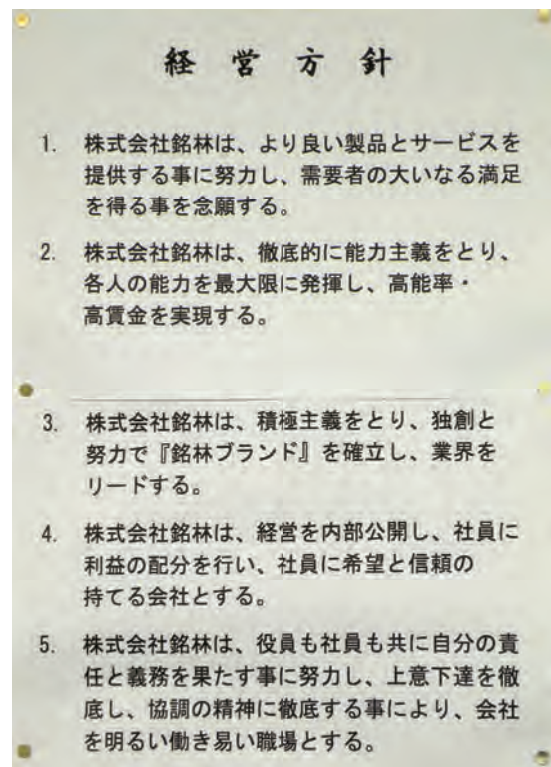 経営方針
1. 株式会社銘林は、より良い製品とサービスを
提供する事に努力し、需要者の大いなる満足
を得る事を念願する。
2. 株式会社銘林は、徹底的に能力主義をとり、
各人の能力を最大限に発揮し、高能率・
高賃金を実現する。
3. 株式会社銘林は、積極主義をとり、独創と
努力で『銘林ブランド』を確立し、業界を
リードする。
4. 株式会社銘林は、経営を内部公開し、社員に
利益の配分を行い、社員に希望と信頼の
持てる会社とする。
5. 株式会社銘林は、役員も社員も共に自分の責
任と義務を果たす事に努力し、上意下達を徹
底し、協調の精神に徹底する事により、会社
を明るい働き易い職場とする。